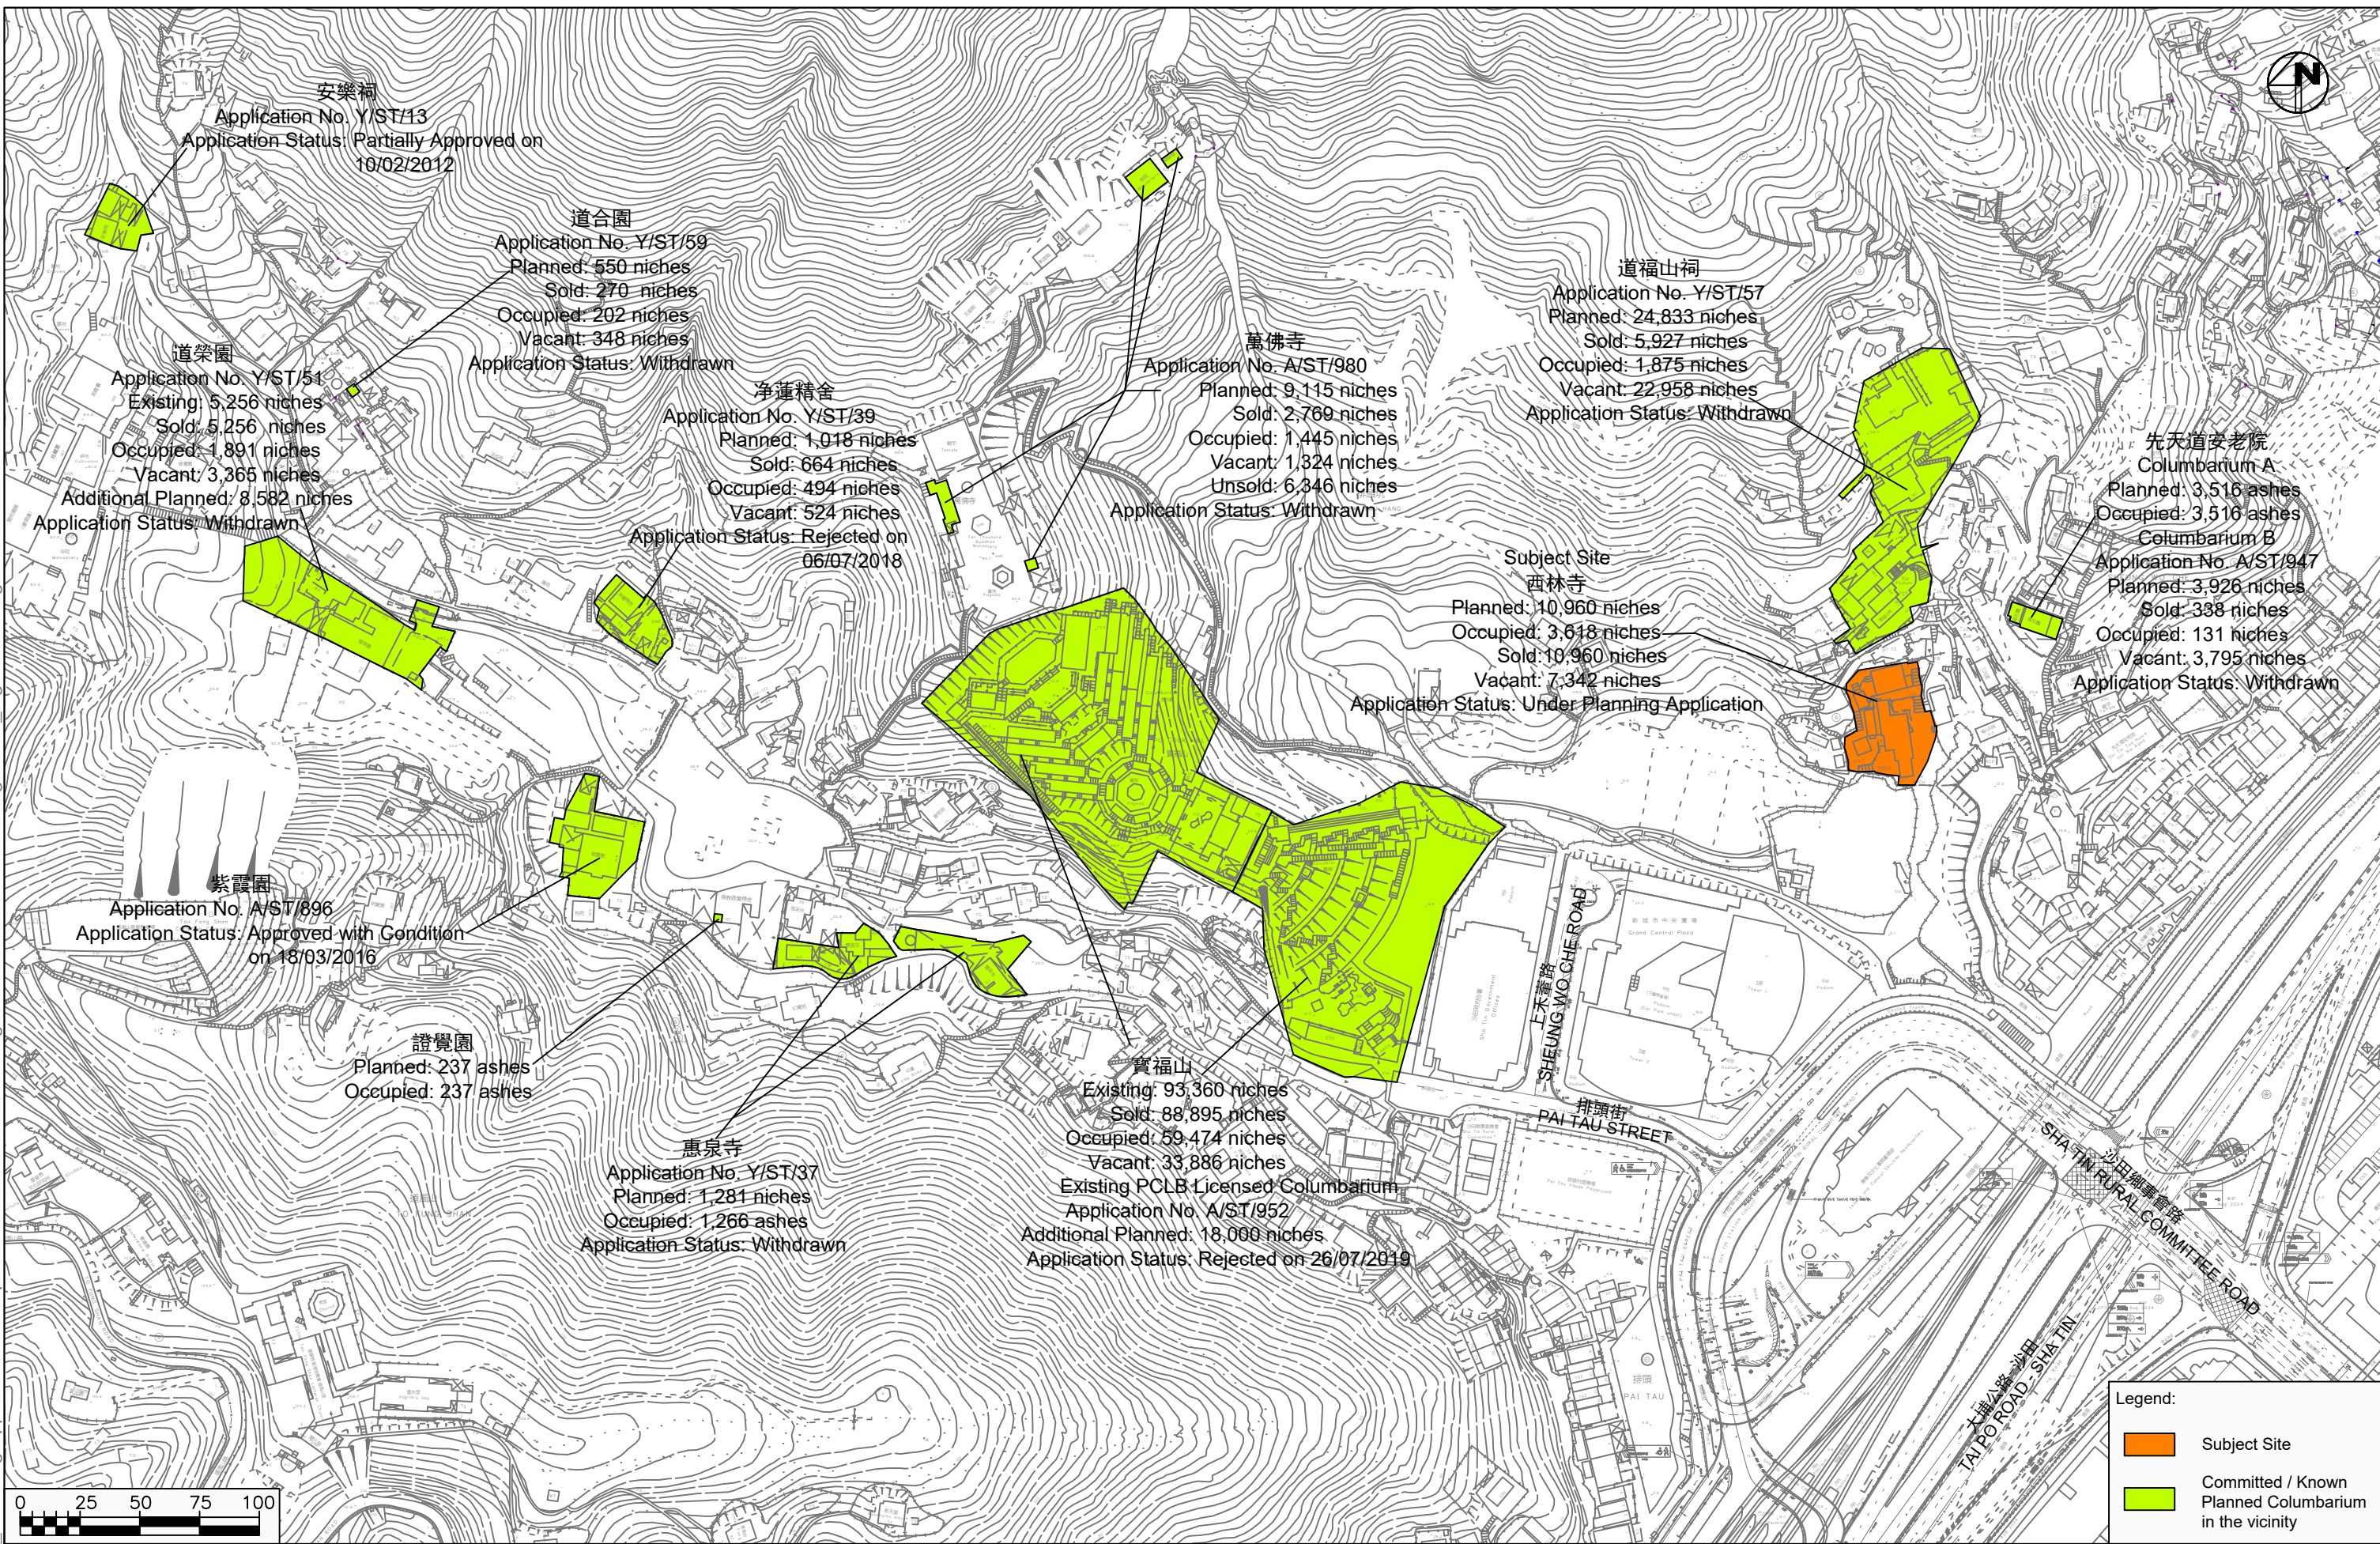 安樂祠
Application No. Y/ST/13
Application Status: Partially Approved on
10/02/2012
道合園
Application No. Y/ST/59
Planned: 550 niches
Sold: 270 niches
Occupied: 202 niches
Vacant: 348 niches
Application Status: Withdrawn
道榮園
Application No. Y/ST/51
Existing: 5,256 niches
Sold: 5,256 niches
Occupied: 1,891 niches
Vacant: 3,365 niches
Additional Planned: 8,582 niches
Application Status: Withdrawn
净蓮精舍
Application No. Y/ST/39
Planned: 1,018 niches
Sold: 664 niches
Occupied: 494 niches
Vacant: 524 niches
Application Status: Rejected on
06/07/2018
萬佛寺
Application No. A/ST/980
Planned: 9,115 niches
Sold: 2,769 niches
Occupied: 1,445 niches
Vacant: 1,324 niches
Unsold: 6,346 niches
Application Status: Withdrawn
道福山祠
Application No. Y/ST/57
Planned: 24,833 niches
Sold: 5,927 niches
Occupied: 1,875 niches
Vacant: 22,958 niches
Application Status: Withdrawn
先天道安老院
Columbarium A
Planned: 3,516 ashes
Occupied: 3,516 ashes
Columbarium B
Application No. A/ST/947
Planned: 3,926 niches
Sold: 338 niches
Occupied: 131 niches
Vacant: 3,795 niches
Application Status: Withdrawn
Subject Site
西林寺
Planned: 10,960 niches
Occupied: 3,618 niches
Sold:10,960 niches
Vacant: 7,342 niches
Application Status: Under Planning Application
紫霞園
Application No. A/ST/896
Application Status: Approved with Condition
on 18/03/2016
證覺園
Planned: 237 ashes
Occupied: 237 ashes
惠泉寺
Application No. Y/ST/37
Planned: 1,281 niches
Occupied: 1,266 ashes
Application Status: Withdrawn
寶福山
Existing: 93,360 niches
Sold: 88,895 niches
Occupied: 59,474 niches
Vacant: 33,886 niches
Existing PCLB Licensed Columbarium
Application No. A/ST/952
Additional Planned: 18,000 niches
Application Status: Rejected on 26/07/2019
上禾輋路
SHEUNG WO CHE ROAD
排頭街
PAI TAU STREET
沙田鄉事會路
SHA TIN RURAL COMMITTEE ROAD
大埔公路 - 沙田
TAI PO ROAD - SHA TIN
Grand Central Plaza
Sha Tin Government
Offices
TO FUNG SHAN
排頭
PAI TAU
N
0 25 50 75 100
Legend:
Subject Site
Committed / Known
Planned Columbarium
in the vicinity